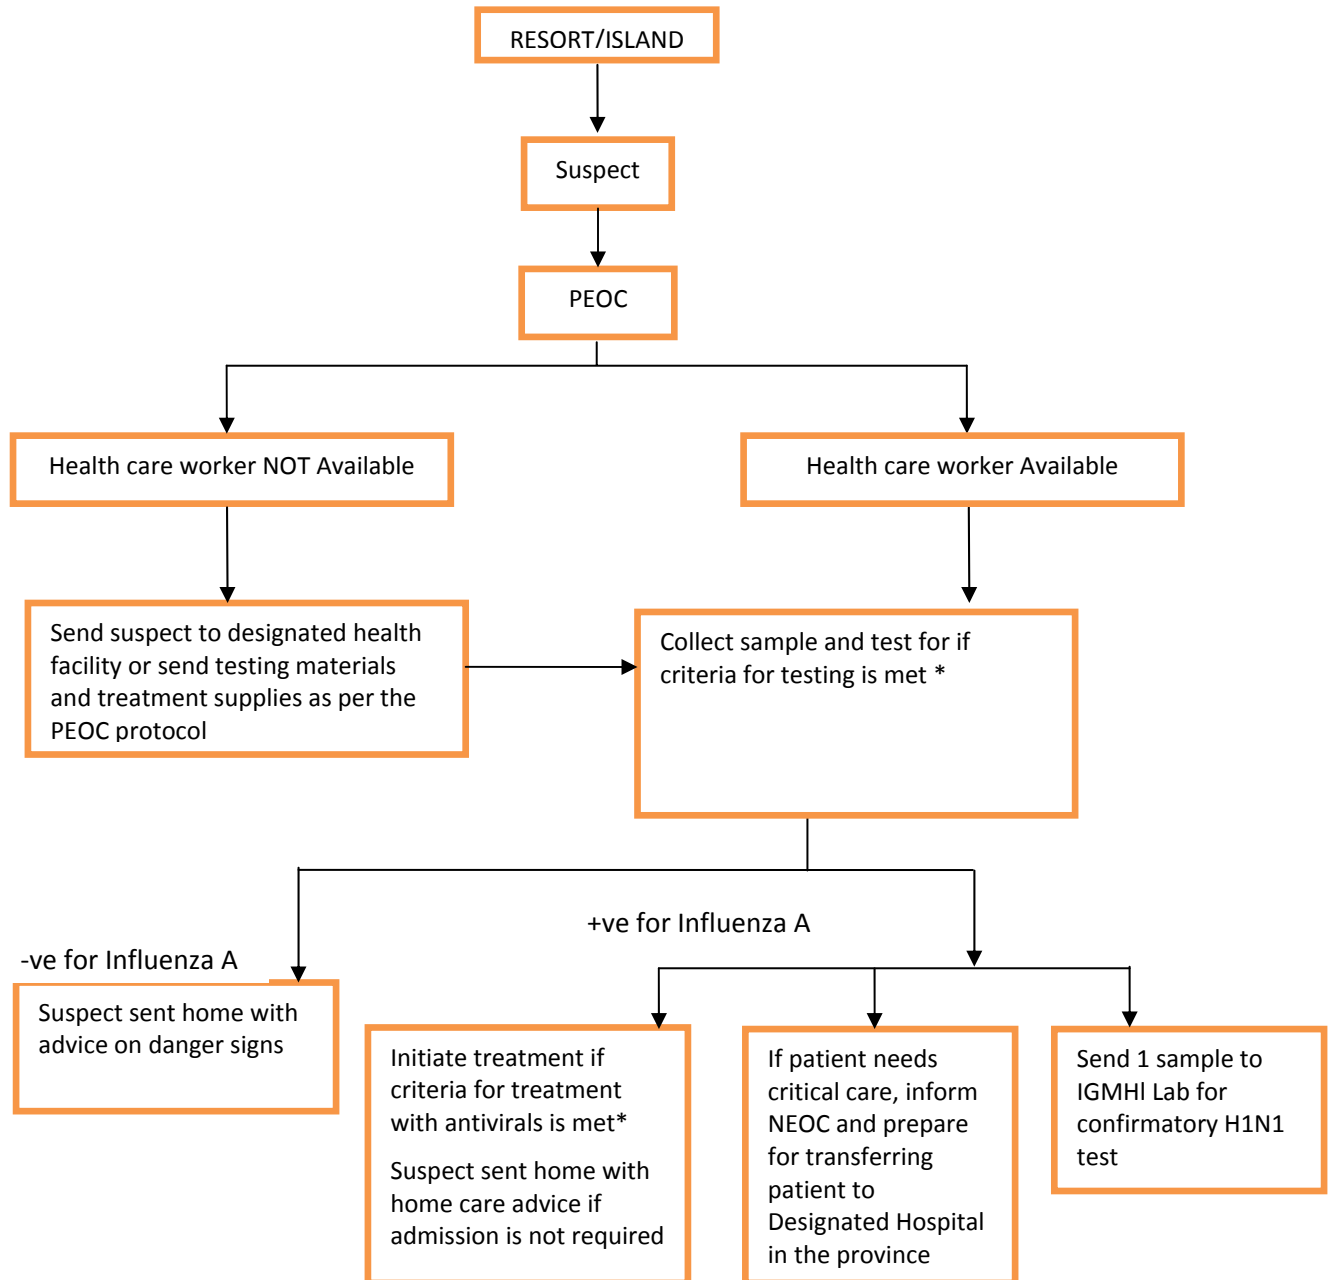 RESORT/ISLAND
Suspect
PEOC
Health care worker NOT Available
Health care worker Available
Send suspect to designated health
facility or send testing materials
and treatment supplies as per the
PEOC protocol
Collect sample and test for if
criteria for testing is met *
+ve for Influenza A
-ve for Influenza A
Suspect sent home with
advice on danger signs
Initiate treatment if
criteria for treatment
with antivirals is met*
Suspect sent home with
home care advice if
admission is not required
If patient needs
critical care, inform
NEOC and prepare
for transferring
patient to
Designated Hospital
in the province
Send 1 sample to
IGMHl Lab for
confirmatory H1N1
test